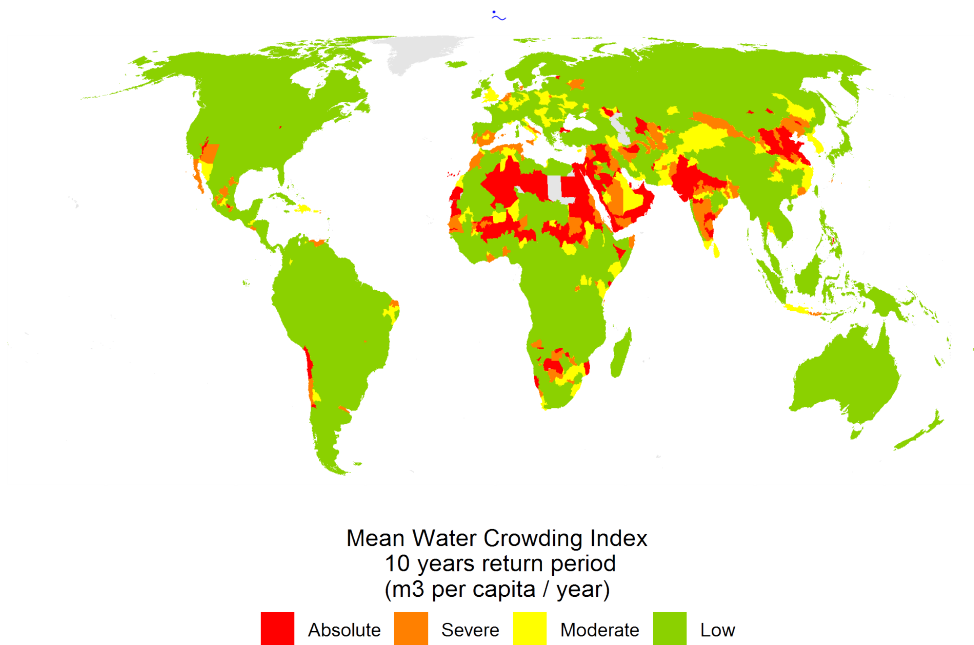 Mean Water Crowding Index
10 years return period
(m3 per capita / year)
Absolute Severe Moderate Low